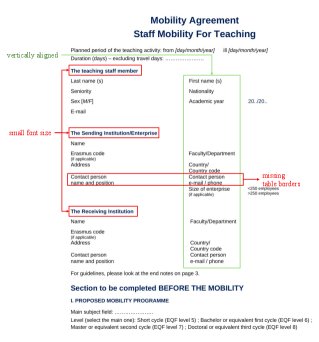 Mobility Agreement
Staff Mobility For Teaching
Planned period of the teaching activity: from [day/month/year] till [day/month/year]
vertically aligned
Duration (days) – excluding travel days: ......................
The teaching staff member
Last name (s) First name (s)
Seniority Nationality
Sex [M/F] Academic year 20../20..
E-mail
small font size
The Sending Institution/Enterprise
Name
Erasmus code Faculty/Department
(if applicable)
Address Country/
Country code
missing
table borders
Contact person Contact person
name and position e-mail / phone
Size of enterprise <250 employees
(if applicable) >250 employees
The Receiving Institution
Name Faculty/Department
Erasmus code
(if applicable)
Address Country/
Country code
Contact person Contact person
name and position e-mail / phone
For guidelines, please look at the end notes on page 3.
Section to be completed BEFORE THE MOBILITY
I. PROPOSED MOBILITY PROGRAMME
Main subject field: ......................
Level (select the main one): Short cycle (EQF level 5) ; Bachelor or equivalent first cycle (EQF level 6) ;
Master or equivalent second cycle (EQF level 7) ; Doctoral or equivalent third cycle (EQF level 8)